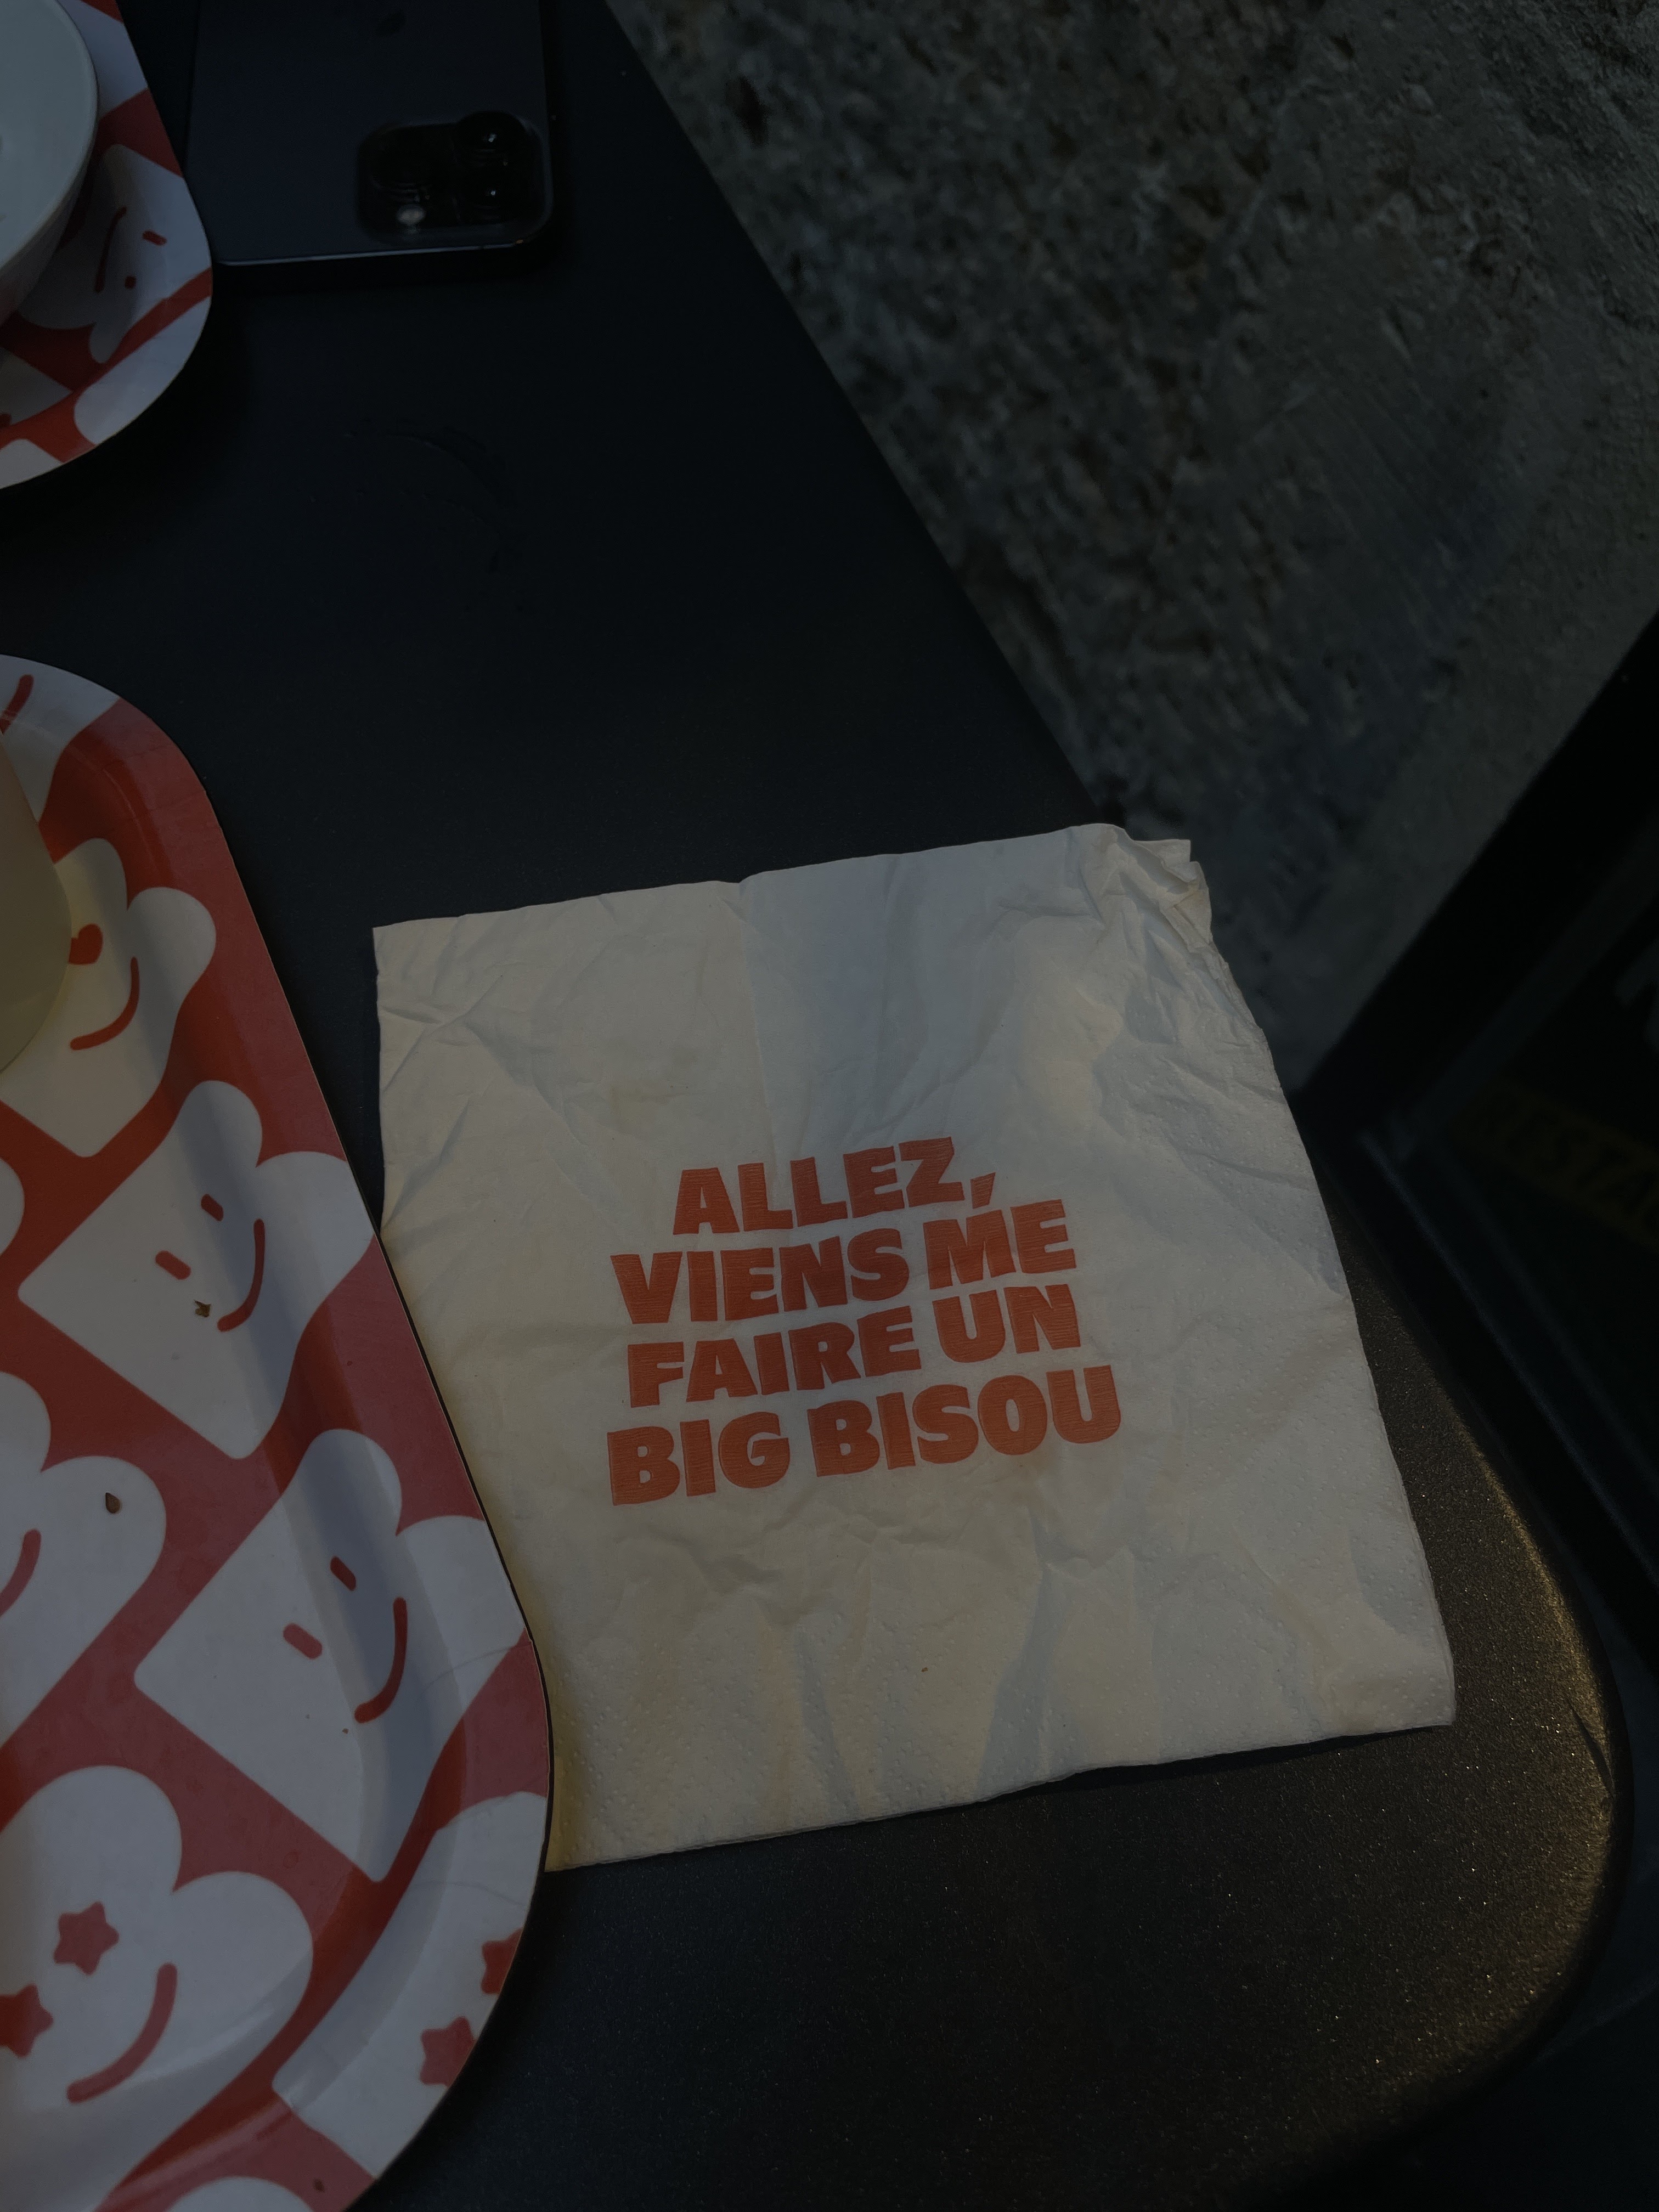 ALLEZ,
VIENS ME
FAIRE UN
BIG BISOU